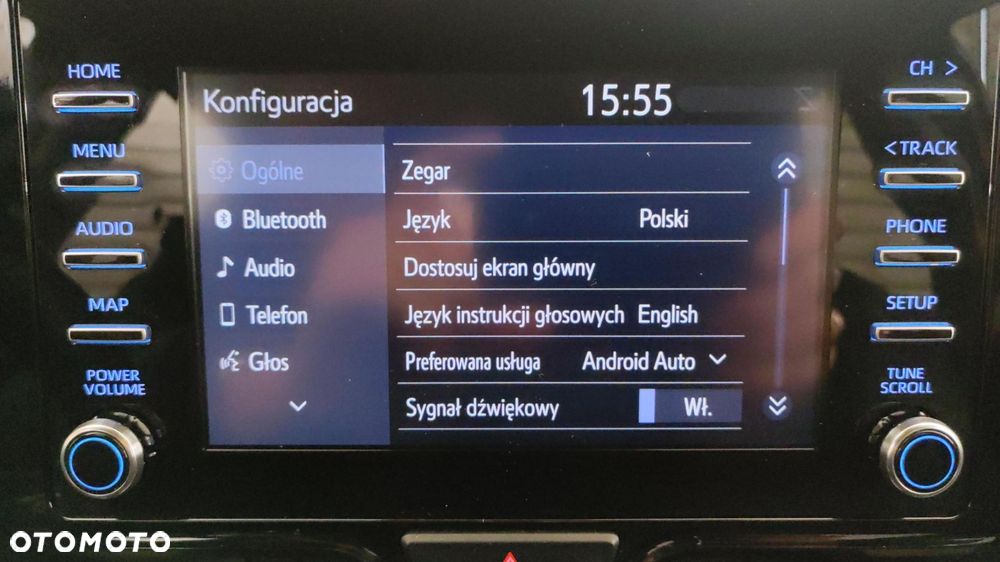 HOME
MENU
AUDIO
MAP
POWER
VOLUME
Konfiguracja 15:55
Ogólne
Bluetooth
Audio
Telefon
Głos
Zegar
Język Polski
Dostosuj ekran główny
Język instrukcji głosowych English
Preferowana usługa Android Auto
Sygnał dźwiękowy Wł.
CH >
< TRACK
PHONE
SETUP
TUNE
SCROLL
OTOMOTO